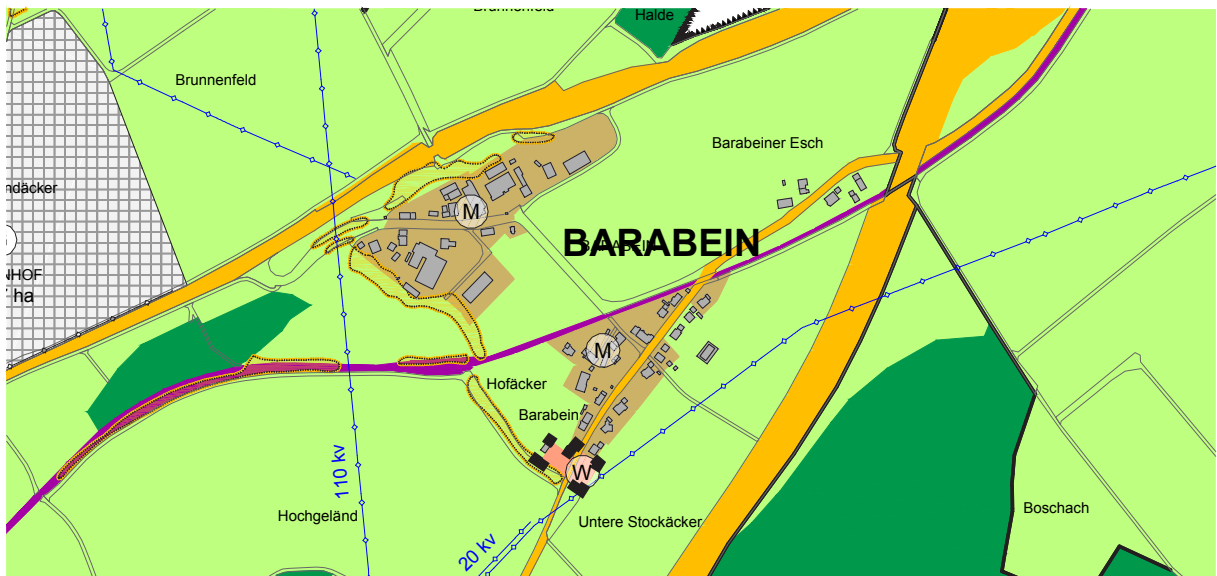 Brunnenfeld
Halde
Brunnenfeld
Barabeiner Esch
ndäcker
M
BARABEIN
BARABEIN
NHOF
ha
M
Hofäcker
Barabein
W
110 kv
Hochgeländ
Untere Stockäcker
Boschach
20 kv